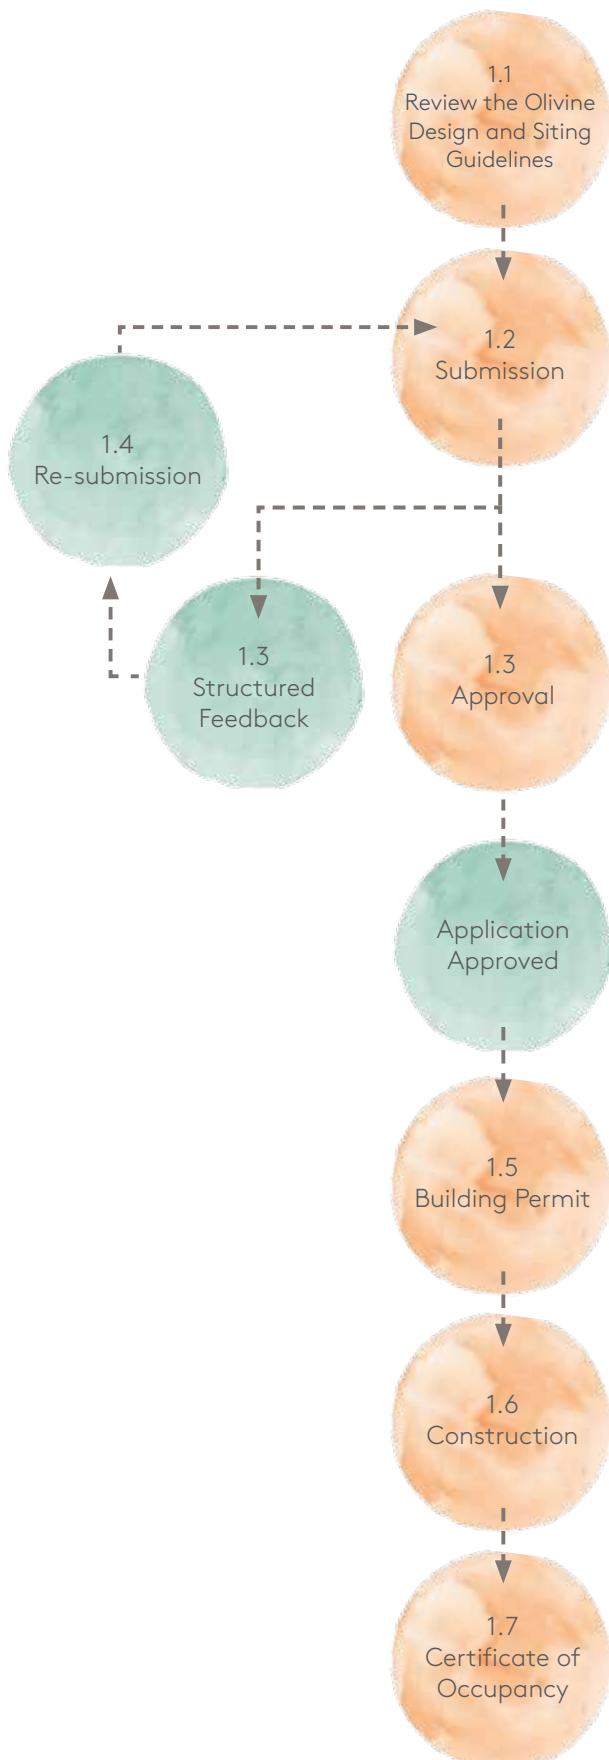 1.1
Review the Olivine
Design and Siting
Guidelines
1.2
Submission
1.4
Re-submission
1.3
Structured
Feedback
1.3
Approval
Application
Approved
1.5
Building Permit
1.6
Construction
1.7
Certificate of
Occupancy